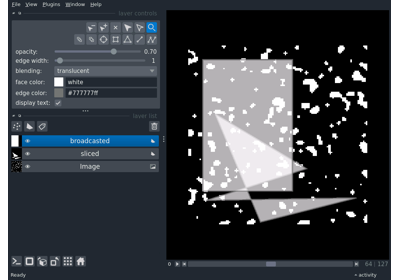 File View Plugins Window Help
layer controls
opacity: 0.70
edge width: 1
blending: translucent
face color: white
edge color: #777777ff
display text:
layer list
broadcasted
sliced
Image
64 127
activity